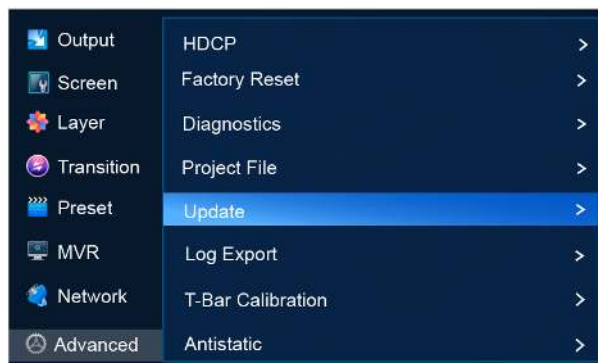 Output
Screen
Layer
Transition
Preset
MVR
Network
Advanced
HDCP
Factory Reset
Diagnostics
Project File
Update
Log Export
T-Bar Calibration
Antistatic